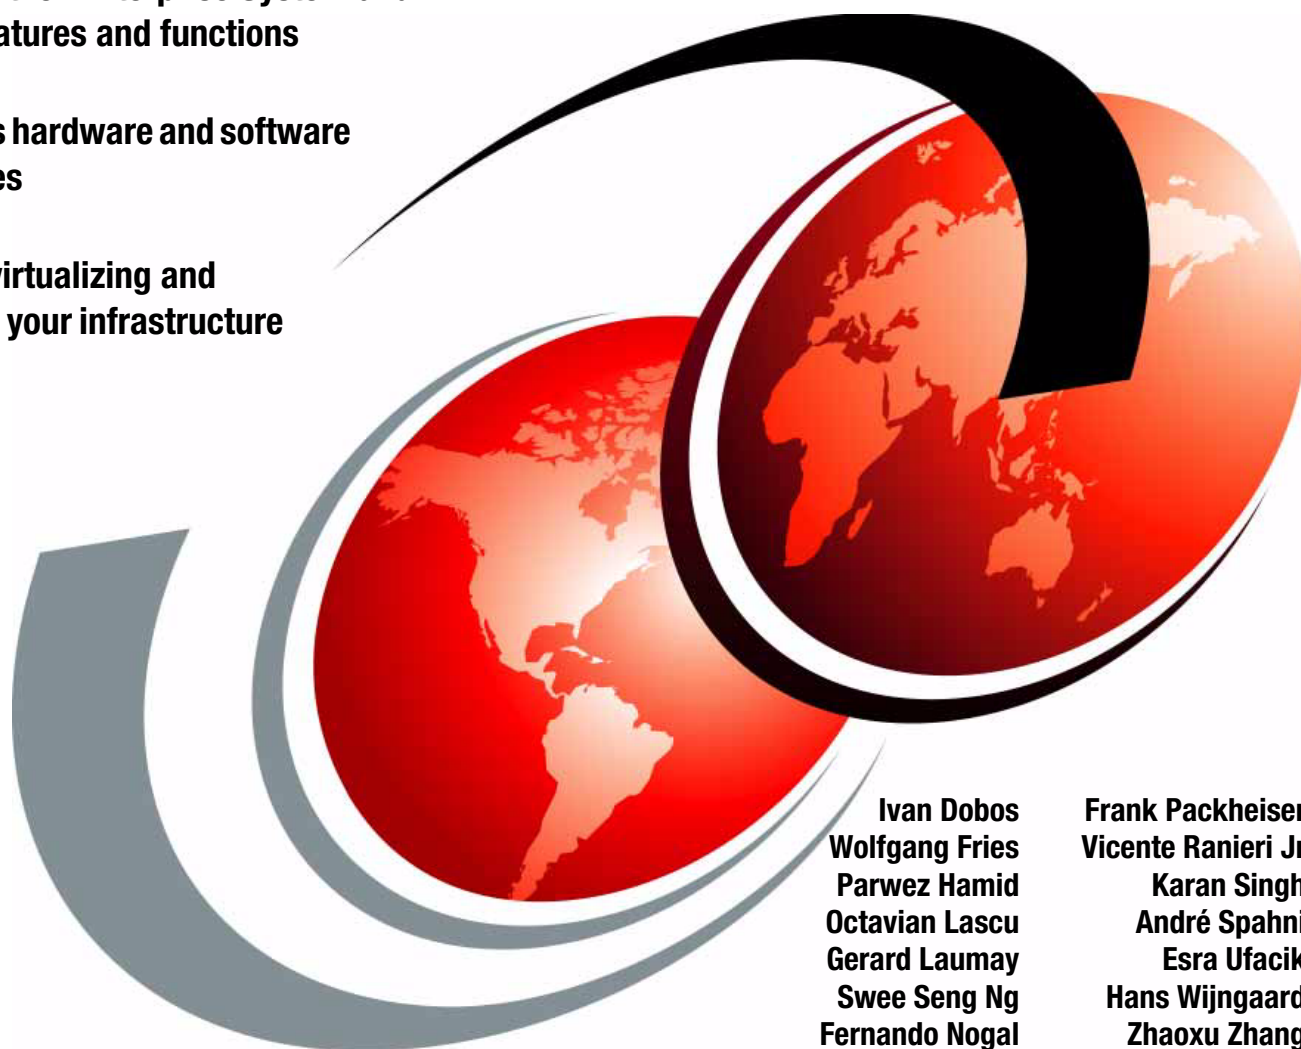 atures and functions
s hardware and software
es
virtualizing and
your infrastructure
Ivan Dobos
Wolfgang Fries
Parwez Hamid
Octavian Lascu
Gerard Laumay
Swee Seng Ng
Fernando Nogal
Frank Packheiser
Vicente Ranieri Jr
Karan Singh
André Spahni
Esra Ufacik
Hans Wijngaard
Zhaoxu Zhang